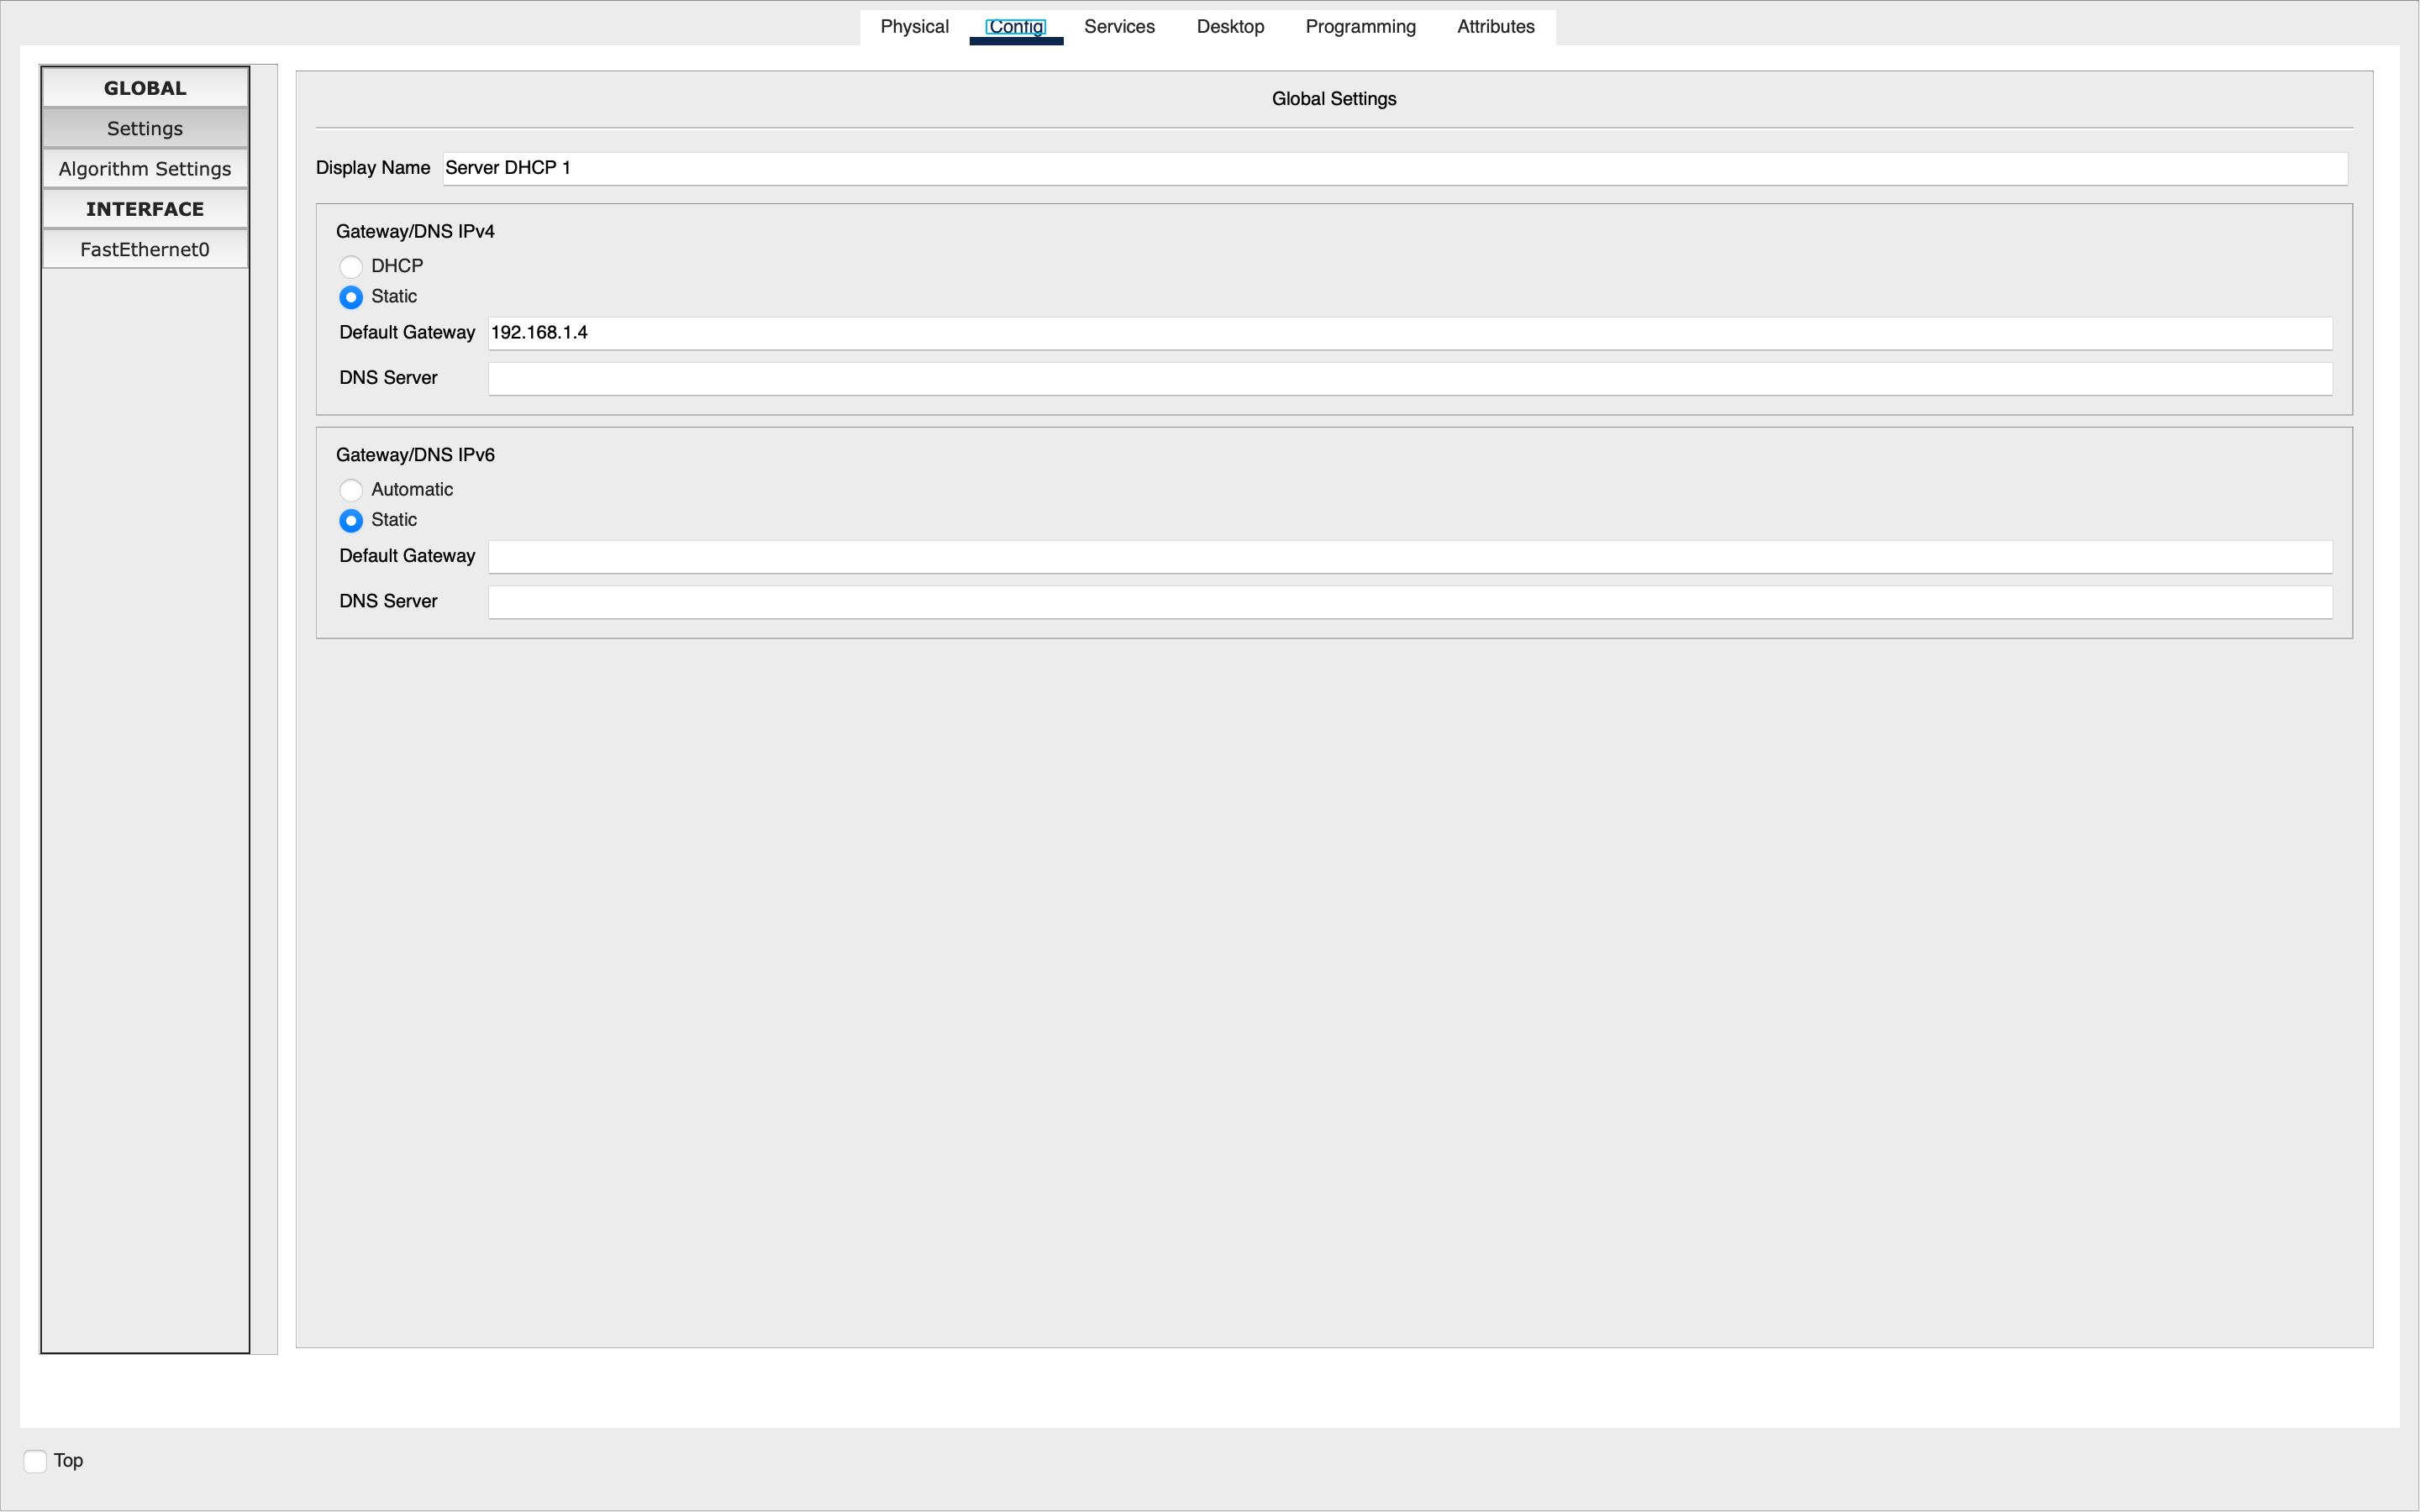 Physical Config Services Desktop Programming Attributes
GLOBAL
Settings
Algorithm Settings
INTERFACE
FastEthernet0
Global Settings
Display Name Server DHCP 1
Gateway/DNS IPv4
DHCP
Static
Default Gateway 192.168.1.4
DNS Server
Gateway/DNS IPv6
Automatic
Static
Default Gateway
DNS Server
Top